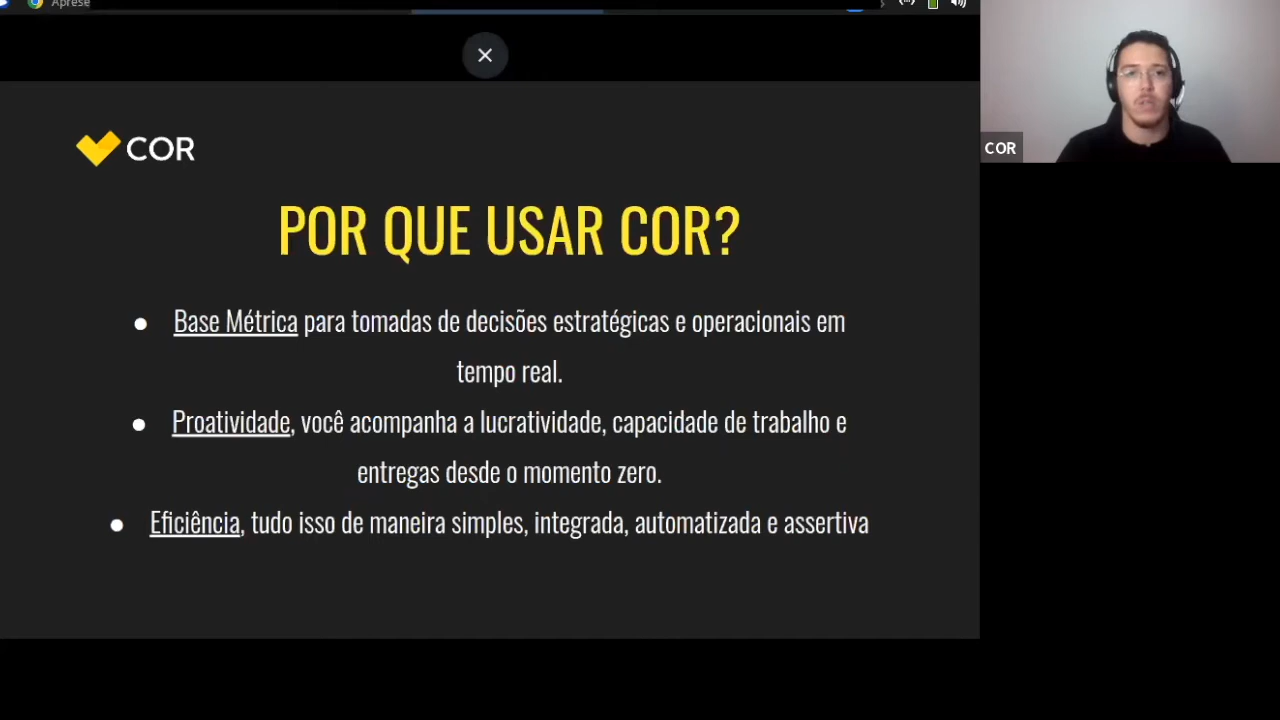 Aprese
COR
COR
POR QUE USAR COR?
● Base Métrica para tomadas de decisões estratégicas e operacionais em
tempo real.
● Proatividade, você acompanha a lucratividade, capacidade de trabalho e
entregas desde o momento zero.
● Eficiência, tudo isso de maneira simples, integrada, automatizada e assertiva